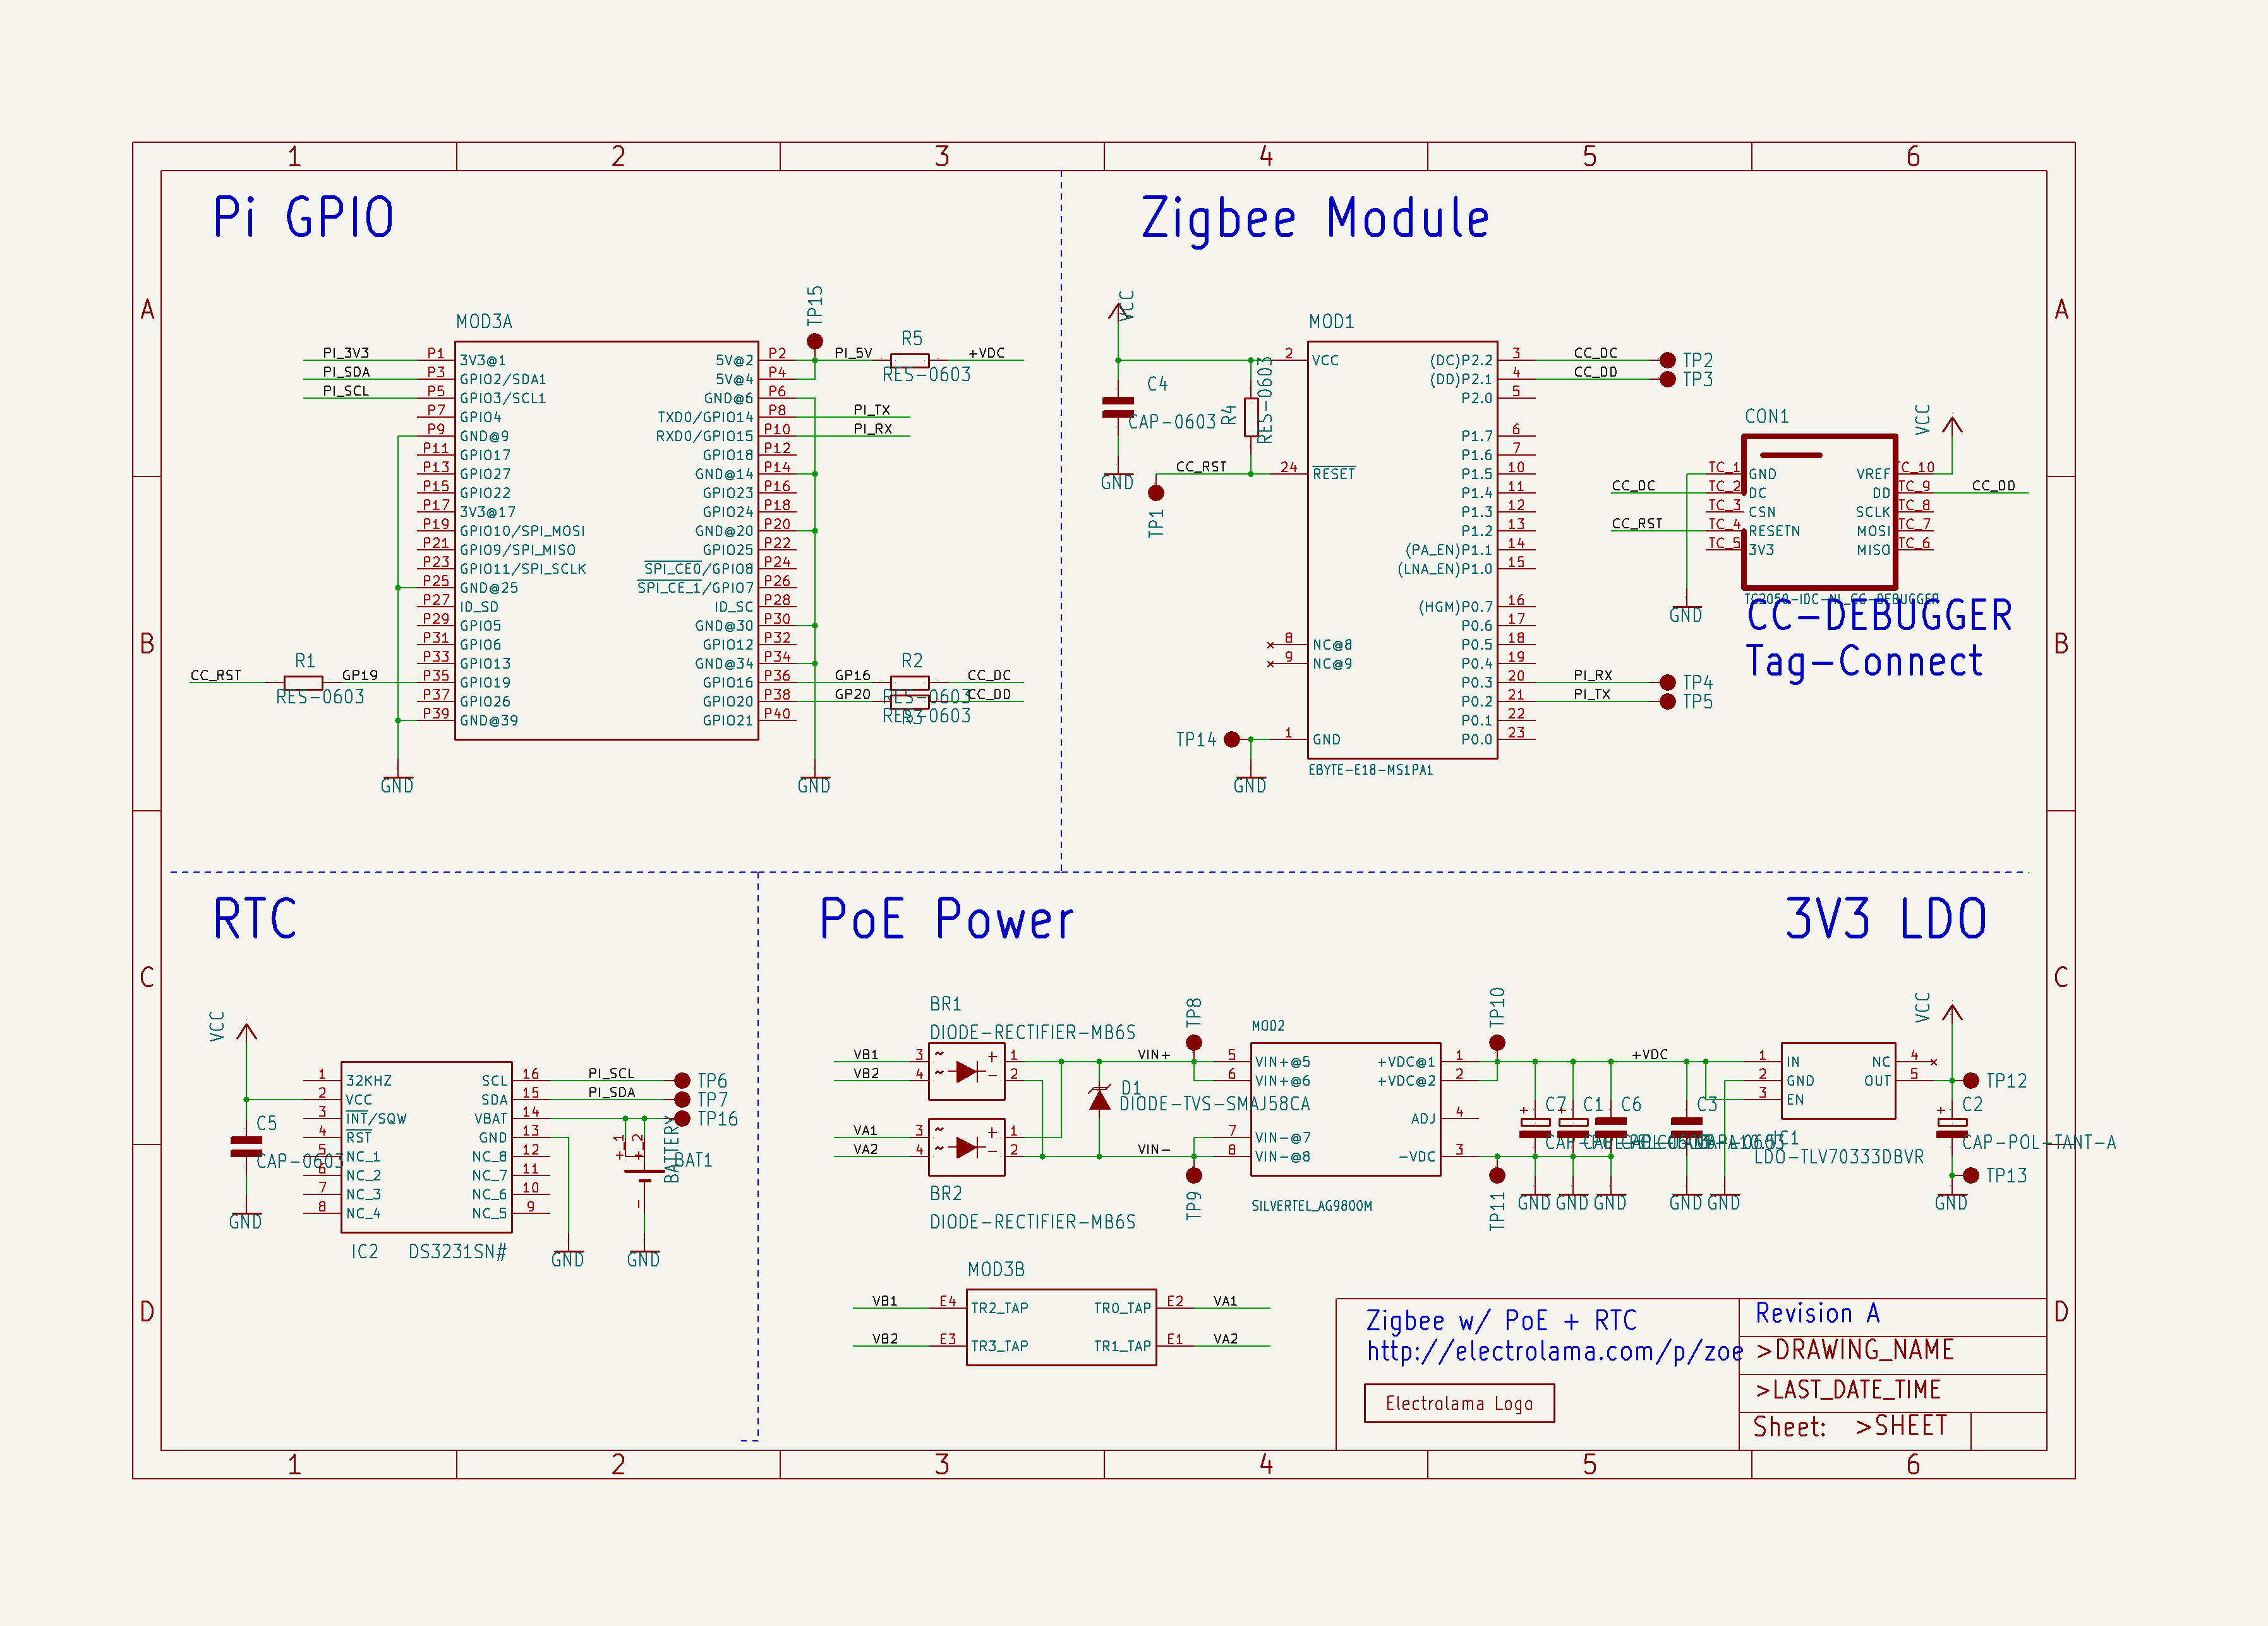 1 2 3 4 5 6
A A
B B
C C
D D
Pi GPIO
MOD3A
TP15
PI_3V3 P1 3V3@1 5V@2 P2 PI_5V R5 +VDC
RES-0603
PI_SDA P3 GPIO2/SDA1 5V@4 P4
PI_SCL P5 GPIO3/SCL1 GND@6 P6
P7 GPIO4 TXD0/GPIO14 P8 PI_TX
P9 GND@9 RXD0/GPIO15 P10 PI_RX
P11 GPIO17 GPIO18 P12
P13 GPIO27 GND@14 P14
P15 GPIO22 GPIO23 P16
P17 3V3@17 GPIO24 P18
P19 GPIO10/SPI_MOSI GND@20 P20
P21 GPIO9/SPI_MISO GPIO25 P22
P23 GPIO11/SPI_SCLK SPI_CE0/GPIO8 P24
P25 GND@25 SPI_CE_1/GPIO7 P26
P27 ID_SD ID_SC P28
P29 GPIO5 GND@30 P30
P31 GPIO6 GPIO12 P32
P33 GPIO13 GND@34 P34
CC_RST R1 GP19 P35 GPIO19 GPIO16 P36 GP16 R2 CC_DC
RES-0603 RES-0603
P37 GPIO26 GPIO20 P38 GP20 CC_DD
RES-0603 R3
P39 GND@39 GPIO21 P40
GND GND
Zigbee Module
VCC
MOD1
C4
CAP-0603
GND
R4
RES-0603
CC_RST
TP1
2 VCC
24 RESET
8 NC@8
9 NC@9
TP14 1 GND
GND
(DC)P2.2 3 CC_DC TP2
(DD)P2.1 4 CC_DD TP3
P2.0 5
P1.7 6
P1.6 7
P1.5 10
P1.4 11
P1.3 12
P1.2 13
(PA_EN)P1.1 14
(LNA_EN)P1.0 15
(HGM)P0.7 16
P0.6 17
P0.5 18
P0.4 19
P0.3 20 PI_RX TP4
P0.2 21 PI_TX TP5
P0.1 22
P0.0 23
EBYTE-E18-MS1PA1
CON1 VCC
TC_1 GND VREF TC_10
CC_DC TC_2 DC DD TC_9 CC_DD
TC_3 CSN SCLK TC_8
CC_RST TC_4 RESETN MOSI TC_7
TC_5 3V3 MISO TC_6
TC2050-IDC-NL_CC-DEBUGGER
GND
CC-DEBUGGER
Tag-Connect
RTC
VCC
C5
CAP-0603
GND
1 32KHZ SCL 16 PI_SCL TP6
2 VCC SDA 15 PI_SDA TP7
3 INT/SQW VBAT 14 TP16
4 RST GND 13
5 NC_1 NC_8 12
6 NC_2 NC_7 11
7 NC_3 NC_6 10
8 NC_4 NC_5 9
IC2 DS3231SN#
GND
1 2
+ +
BATTERY
BAT1
-
GND
PoE Power
BR1
DIODE-RECTIFIER-MB6S
VB1 3 ~ + 1
VB2 4 ~ - 2
VA1 3 ~ + 1
VA2 4 ~ - 2
BR2
DIODE-RECTIFIER-MB6S
D1
DIODE-TVS-SMAJ58CA
VIN+
VIN-
TP8
TP9
MOD2
5 VIN+@5 +VDC@1 1
6 VIN+@6 +VDC@2 2
ADJ 4
7 VIN-@7
8 VIN-@8 -VDC 3
SILVERTEL_AG9800M
TP10
TP11
+VDC
C7 C1 C6 C3
GND GND GND GND GND
3V3 LDO
VCC
1 IN NC 4
2 GND OUT 5 TP12
3 EN
IC1
LDO-TLV70333DBVR
C2
CAP-POL-TANT-A
TP13
GND
MOD3B
VB1 E4 TR2_TAP TR0_TAP E2 VA1
VB2 E3 TR3_TAP TR1_TAP E1 VA2
Zigbee w/ PoE + RTC
http://electrolama.com/p/zoe
Electrolama Logo
Revision A
>DRAWING_NAME
>LAST_DATE_TIME
Sheet: >SHEET
1 2 3 4 5 6